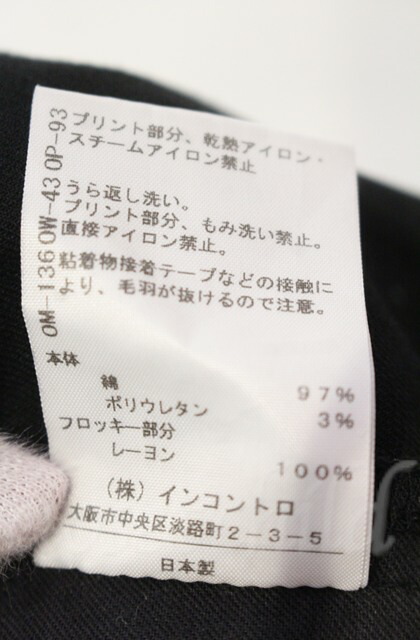 OM-1360W-430P-93
プリント部分、乾熱アイロン・
スチームアイロン禁止
うら返し洗い。
プリント部分、もみ洗い禁止。
直接アイロン禁止。
粘着物接着テープなどの接触に
より、毛羽が抜けるので注意。
本体
綿 97%
ポリウレタン 3%
フロッキー部分
レーヨン 100%
(株)インコントロ
大阪市中央区淡路町2-3-5
日本製